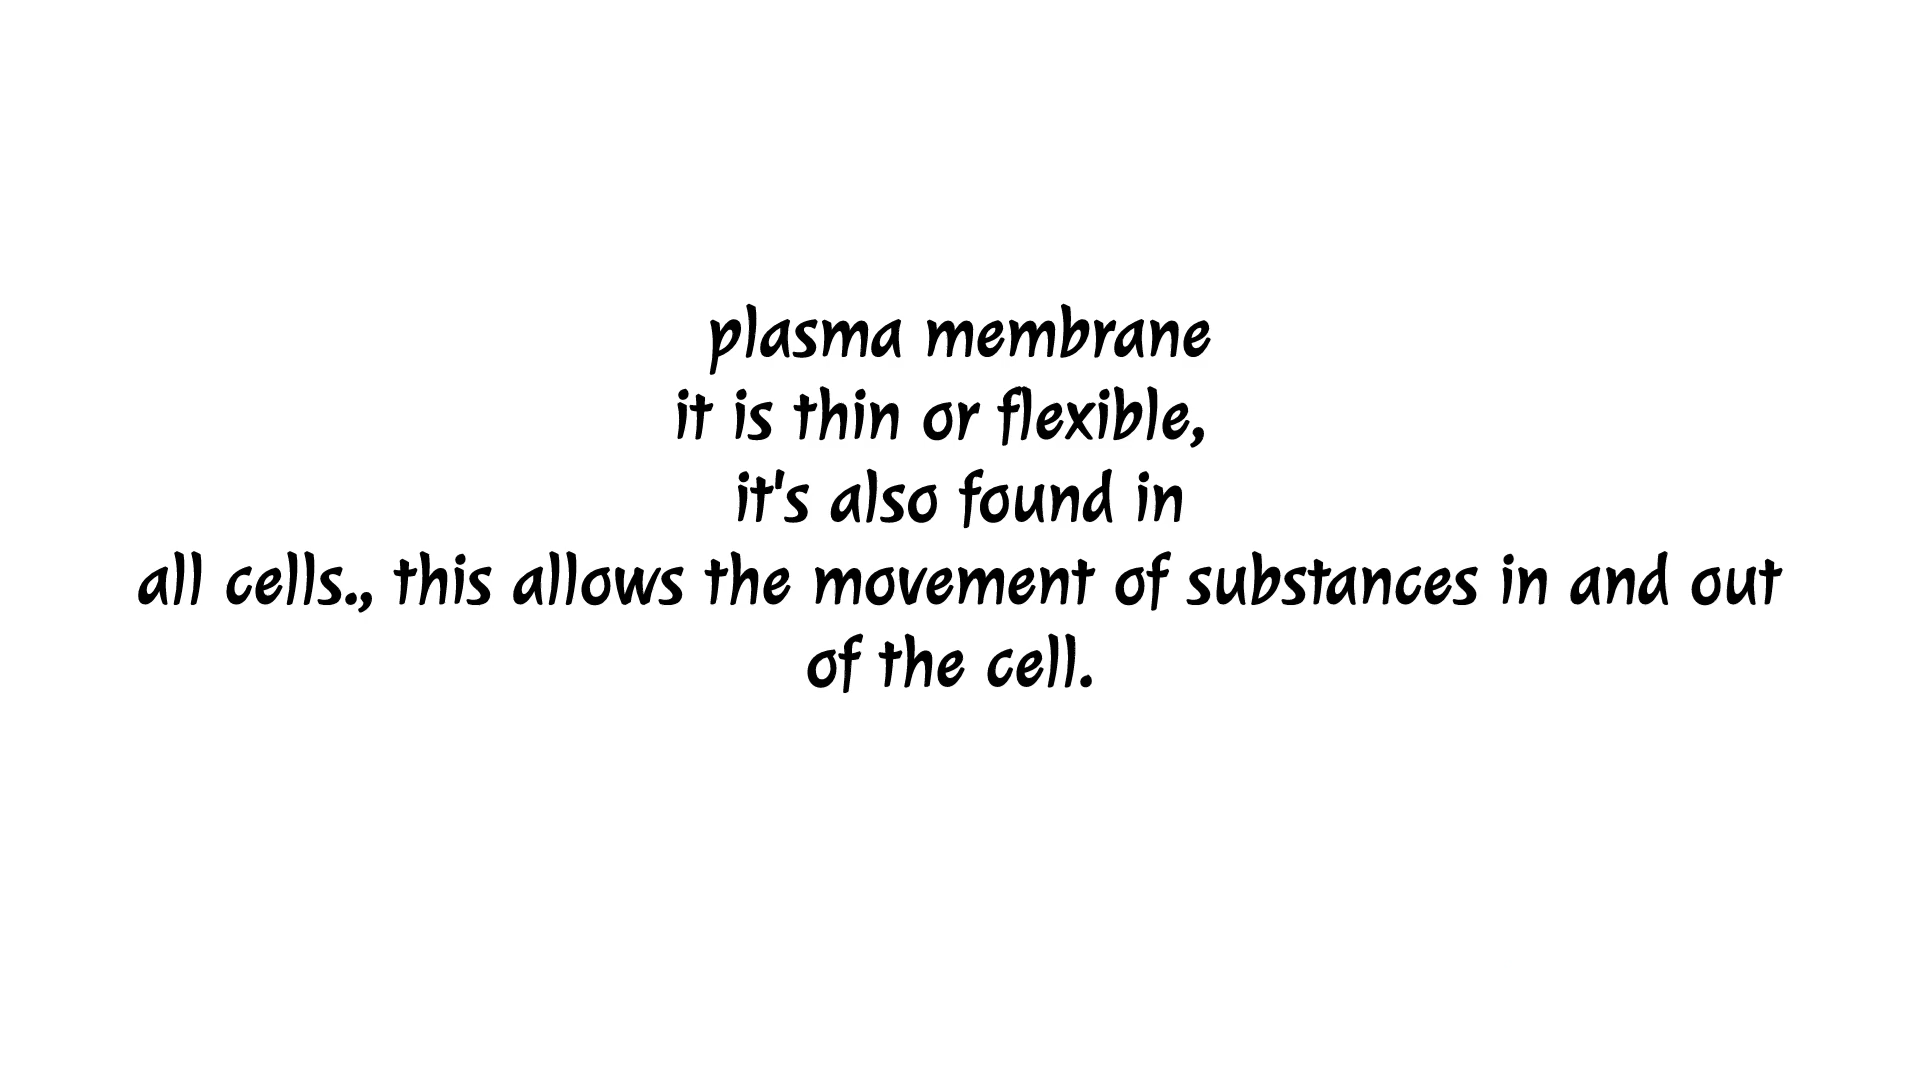 plasma membrane
it is thin or flexible,
it's also found in
all cells., this allows the movement of substances in and out
of the cell.